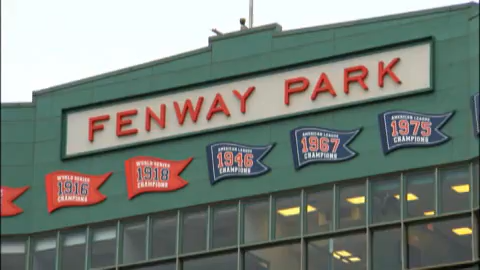 FENWAY PARK
WORLD SERIES
1916
CHAMPIONS
WORLD SERIES
1918
CHAMPIONS
AMERICAN LEAGUE
1946
CHAMPIONS
AMERICAN LEAGUE
1967
CHAMPIONS
AMERICAN LEAGUE
1975
CHAMPIONS